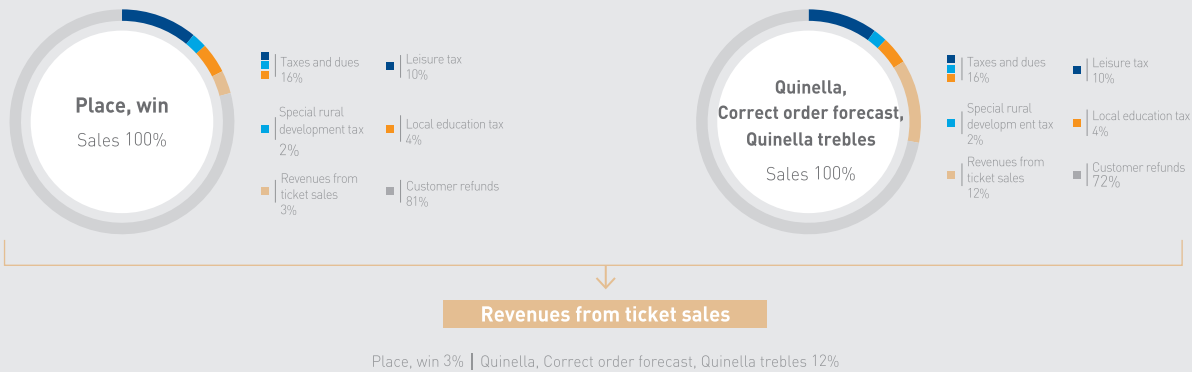 Place, win
Sales 100%
Taxes and dues
16%
Leisure tax
10%
Special rural
development tax
2%
Local education tax
4%
Revenues from
ticket sales
3%
Customer refunds
81%
Quinella,
Correct order forecast,
Quinella trebles
Sales 100%
Taxes and dues
16%
Leisure tax
10%
Special rural
developm ent tax
2%
Local education tax
4%
Revenues from
ticket sales
12%
Customer refunds
72%
Revenues from ticket sales
Place, win 3% | Quinella, Correct order forecast, Quinella trebles 12%